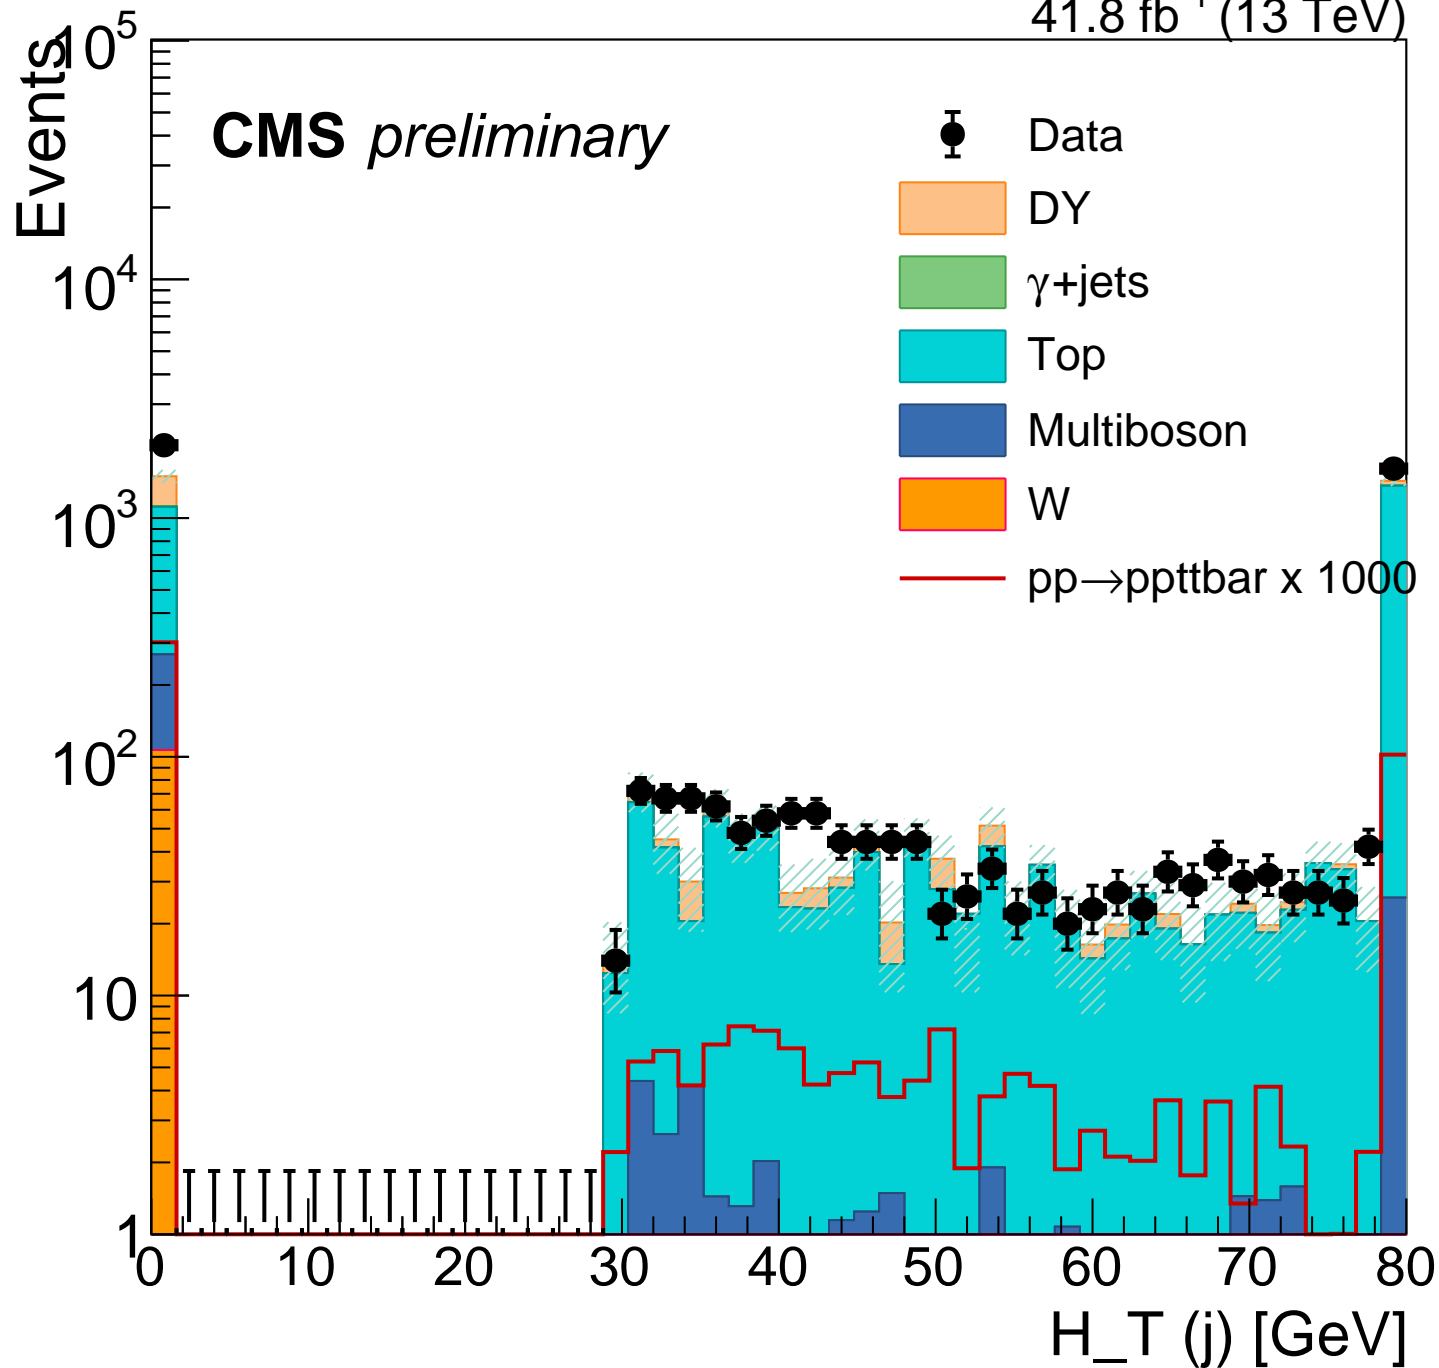 41.8 fb⁻¹ (13 TeV)
Events
CMS preliminary
Data
DY
γ+jets
Top
Multiboson
W
pp→ppttbar x 1000
10⁵
10⁴
10³
10²
10
1
0 10 20 30 40 50 60 70 80
H_T (j) [GeV]